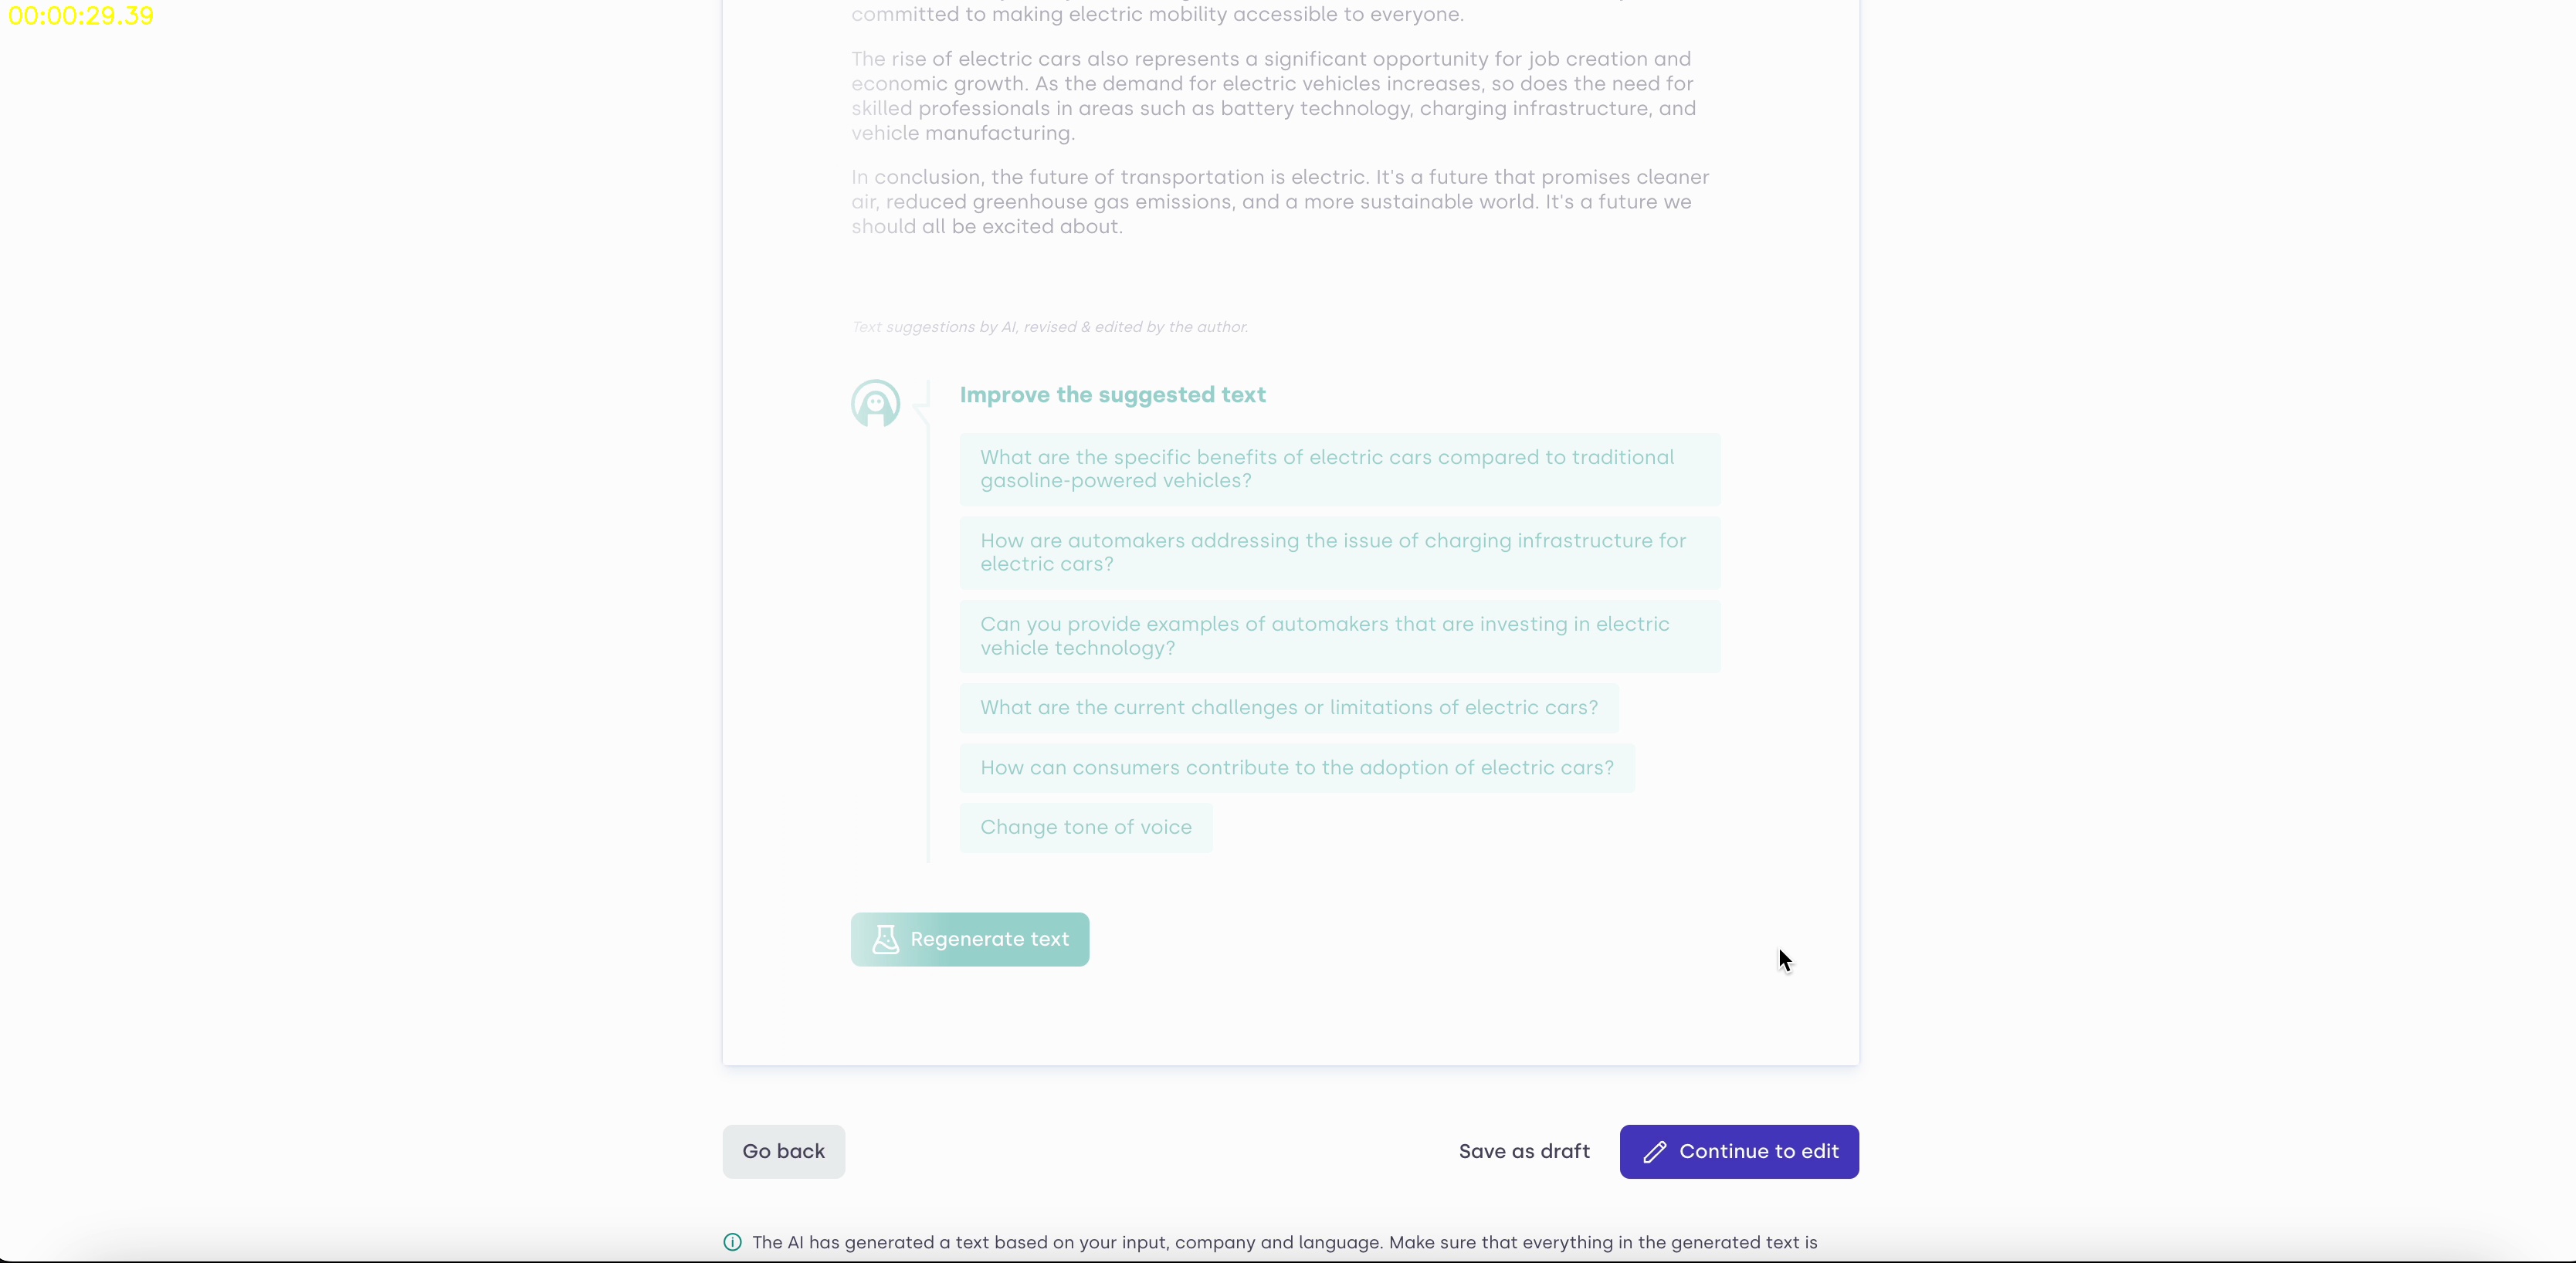 00:00:29.39
committed to making electric mobility accessible to everyone.
The rise of electric cars also represents a significant opportunity for job creation and
economic growth. As the demand for electric vehicles increases, so does the need for
skilled professionals in areas such as battery technology, charging infrastructure, and
vehicle manufacturing.
In conclusion, the future of transportation is electric. It's a future that promises cleaner
air, reduced greenhouse gas emissions, and a more sustainable world. It's a future we
should all be excited about.
Text suggestions by AI, revised & edited by the author.
Improve the suggested text
What are the specific benefits of electric cars compared to traditional
gasoline-powered vehicles?
How are automakers addressing the issue of charging infrastructure for
electric cars?
Can you provide examples of automakers that are investing in electric
vehicle technology?
What are the current challenges or limitations of electric cars?
How can consumers contribute to the adoption of electric cars?
Change tone of voice
Regenerate text
Go back
Save as draft
Continue to edit
The AI has generated a text based on your input, company and language. Make sure that everything in the generated text is